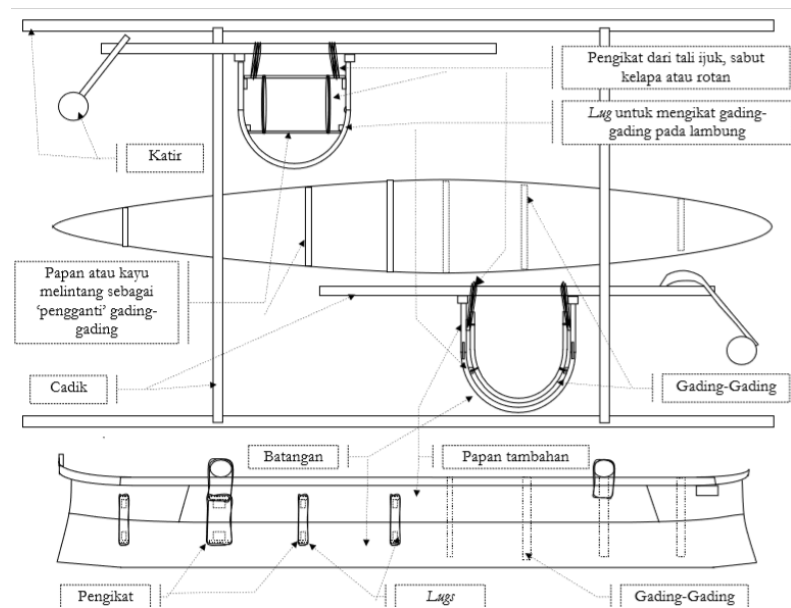 Pengikat dari tali ijuk, sabut
kelapa atau rotan
Lug untuk mengikat gading-
gading pada lambung
Katir
Papan atau kayu
melintang sebagai
‘pengganti’ gading-
gading
Cadik
Gading-Gading
Batangan
Papan tambahan
Pengikat
Lugs
Gading-Gading